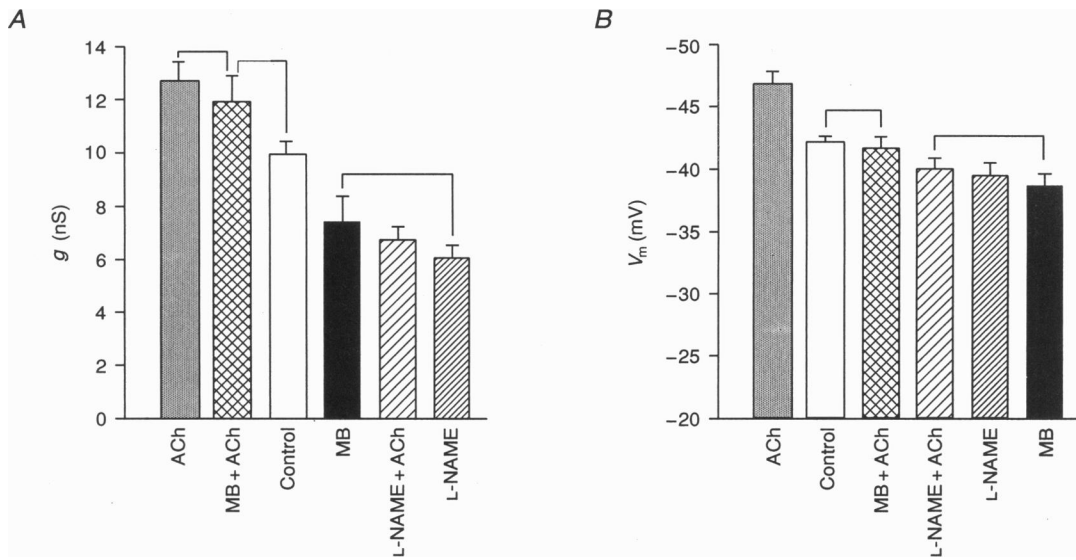 A
14
12
10
8
6
4
2
0
g (nS)
ACh
MB + ACh
Control
MB
L-NAME + ACh
L-NAME
B
–50
–45
–40
–35
–30
–25
–20
Vm (mV)
ACh
Control
MB + ACh
L-NAME + ACh
L-NAME
MB